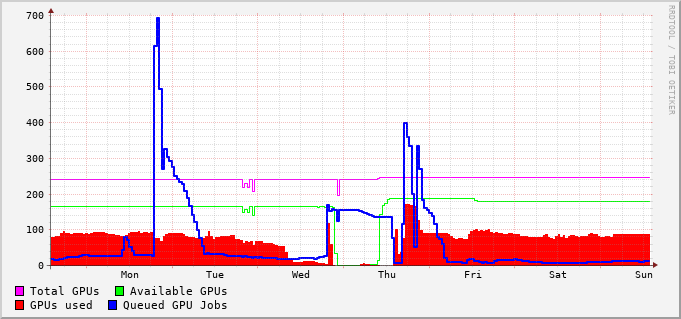 700
600
500
400
300
200
100
0
Mon Tue Wed Thu Fri Sat Sun
Total GPUs Available GPUs
GPUs used Queued GPU Jobs
RRDTOOL / TOBI OETIKER